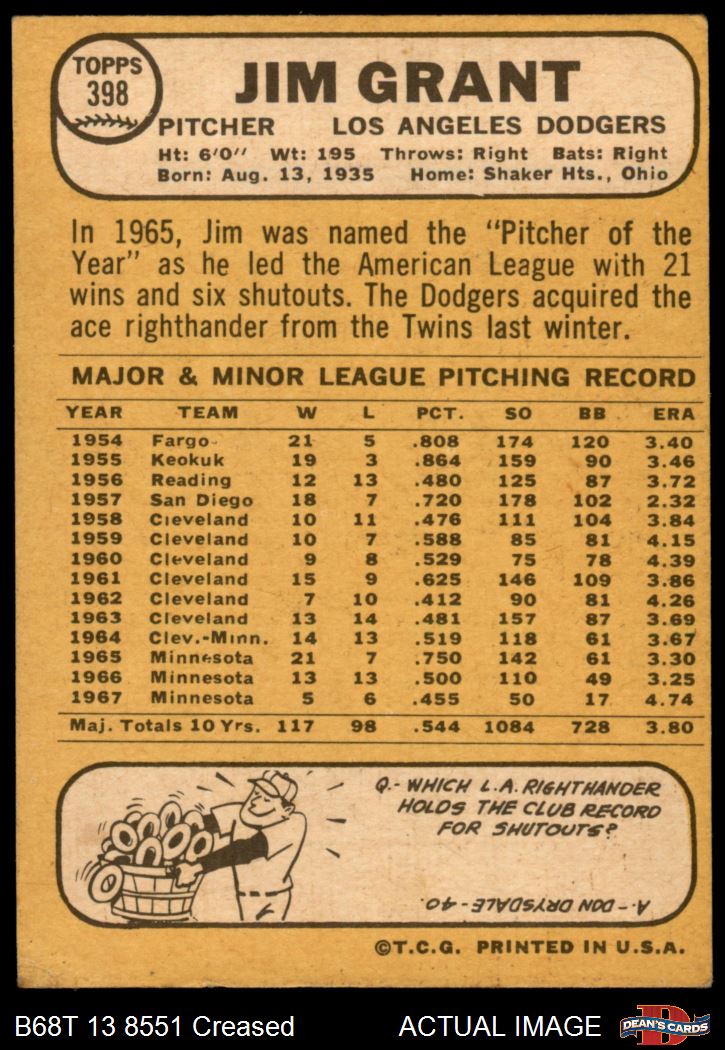 TOPPS
398
JIM GRANT
PITCHER LOS ANGELES DODGERS
Ht: 6'0" Wt: 195 Throws: Right Bats: Right
Born: Aug. 13, 1935 Home: Shaker Hts., Ohio
In 1965, Jim was named the "Pitcher of the
Year" as he led the American League with 21
wins and six shutouts. The Dodgers acquired the
ace righthander from the Twins last winter.
MAJOR & MINOR LEAGUE PITCHING RECORD
YEAR TEAM W L PCT. SO BB ERA
1954 Fargo 21 5 .808 174 120 3.40
1955 Keokuk 19 3 .864 159 90 3.46
1956 Reading 12 13 .480 125 87 3.72
1957 San Diego 18 7 .720 178 102 2.32
1958 Cleveland 10 11 .476 111 104 3.84
1959 Cleveland 10 7 .588 85 81 4.15
1960 Cleveland 9 8 .529 75 78 4.39
1961 Cleveland 15 9 .625 146 109 3.86
1962 Cleveland 7 10 .412 90 81 4.26
1963 Cleveland 13 14 .481 157 87 3.69
1964 Clev.-Minn. 14 13 .519 118 61 3.67
1965 Minnesota 21 7 .750 142 61 3.30
1966 Minnesota 13 13 .500 110 49 3.25
1967 Minnesota 5 6 .455 50 17 4.74
Maj. Totals 10 Yrs. 117 98 .544 1084 728 3.80
Q.- WHICH L.A. RIGHTHANDER
HOLDS THE CLUB RECORD
FOR SHUTOUTS?
A.- DON DRYSDALE - 40.
©T.C.G. PRINTED IN U.S.A.
B68T 13 8551 Creased ACTUAL IMAGE
D
DEAN'S CARDS